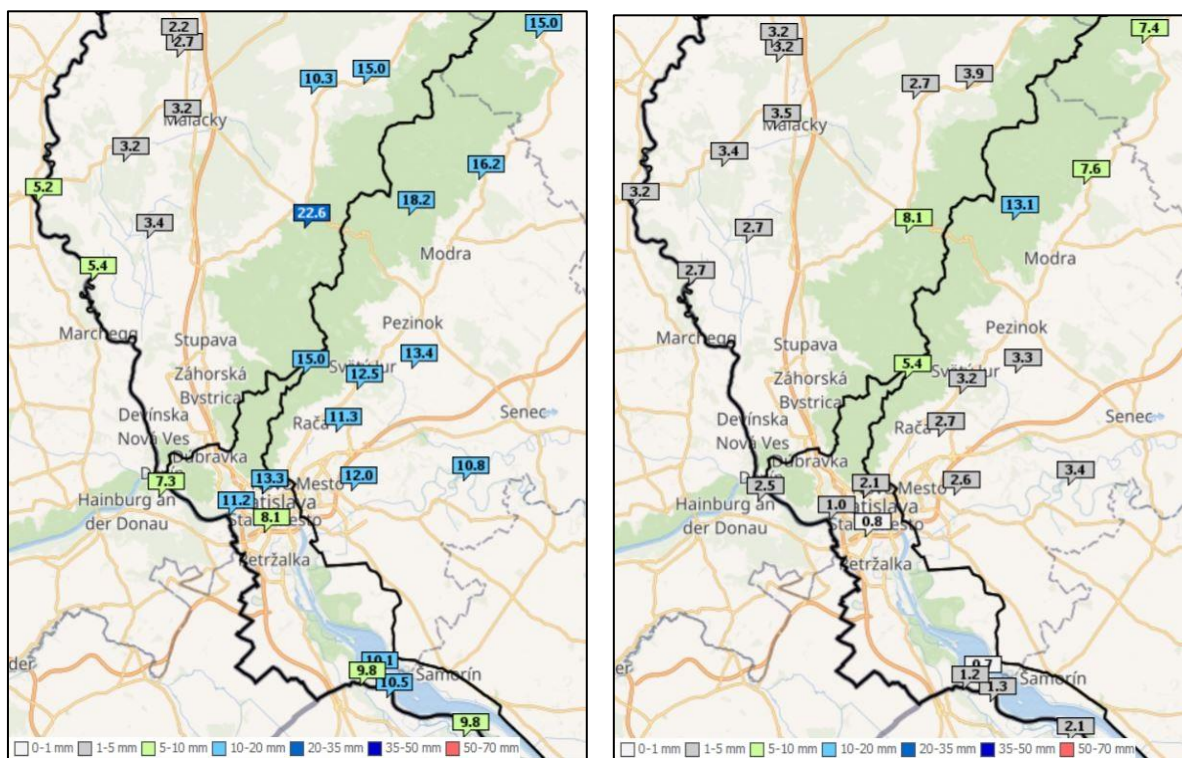 2.2
2.7
15.0
10.3
15.0
3.2
Malacky
3.2
16.2
5.2
18.2
22.6
3.4
Modra
5.4
Marchegg
Stupava
Pezinok
15.0
13.4
Svätý Jur
12.5
Záhorská
Bystrica
Devínska
Nová Ves
11.3
Rača
Senec
Dúbravka
7.3
13.3
12.0
10.8
Mesto
Hainburg an
der Donau
11.2
8.1
Petržalka
10.1
9.8
10.5
Šamorín
9.8
0-1 mm 1-5 mm 5-10 mm 10-20 mm 20-35 mm 35-50 mm 50-70 mm
3.2
3.2
7.4
2.7
3.9
3.5
Malacky
3.4
7.6
3.2
13.1
8.1
2.7
Modra
2.7
Marchegg
Stupava
Pezinok
5.4
3.3
3.2
Záhorská
Bystrica
Devínska
Nová Ves
2.7
Rača
Senec
Dúbravka
2.5
2.1
2.6
3.4
Mesto
Hainburg an
der Donau
1.0
0.8
Petržalka
0.7
1.2
1.3
Šamorín
2.1
0-1 mm 1-5 mm 5-10 mm 10-20 mm 20-35 mm 35-50 mm 50-70 mm